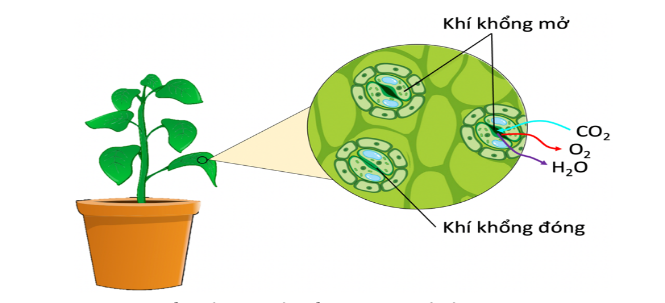 Khí khổng mở
CO₂
O₂
H₂O
Khí khổng đóng